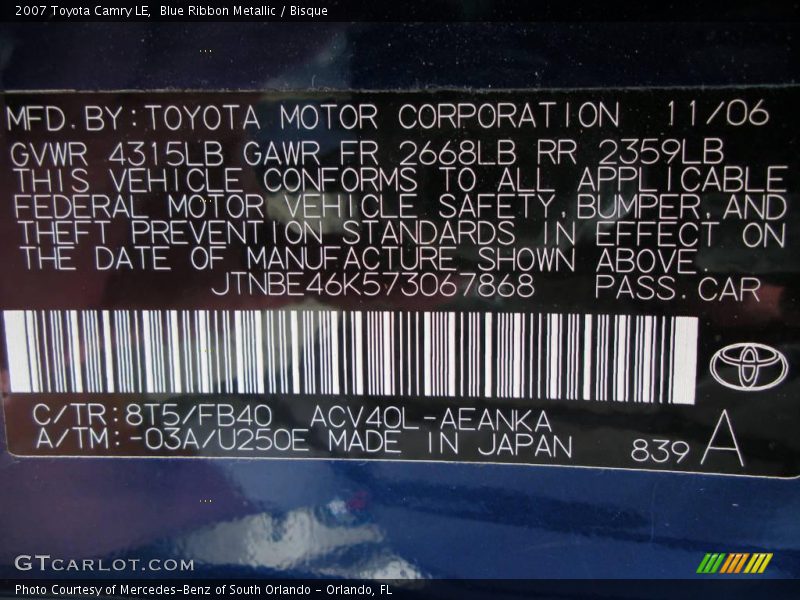 2007 Toyota Camry LE, Blue Ribbon Metallic / Bisque
MFD. BY: TOYOTA MOTOR CORPORATION 11/06
GVWR 4315LB GAWR FR 2668LB RR 2359LB
THIS VEHICLE CONFORMS TO ALL APPLICABLE
FEDERAL MOTOR VEHICLE SAFETY, BUMPER, AND
THEFT PREVENTION STANDARDS IN EFFECT ON
THE DATE OF MANUFACTURE SHOWN ABOVE.
JTNBE46K573067868 PASS. CAR
C/TR: 8T5/FB40 ACV40L-AEANKA
A/TM: -03A/U250E MADE IN JAPAN 839 A
GTCARLOT.COM
Photo Courtesy of Mercedes-Benz of South Orlando - Orlando, FL